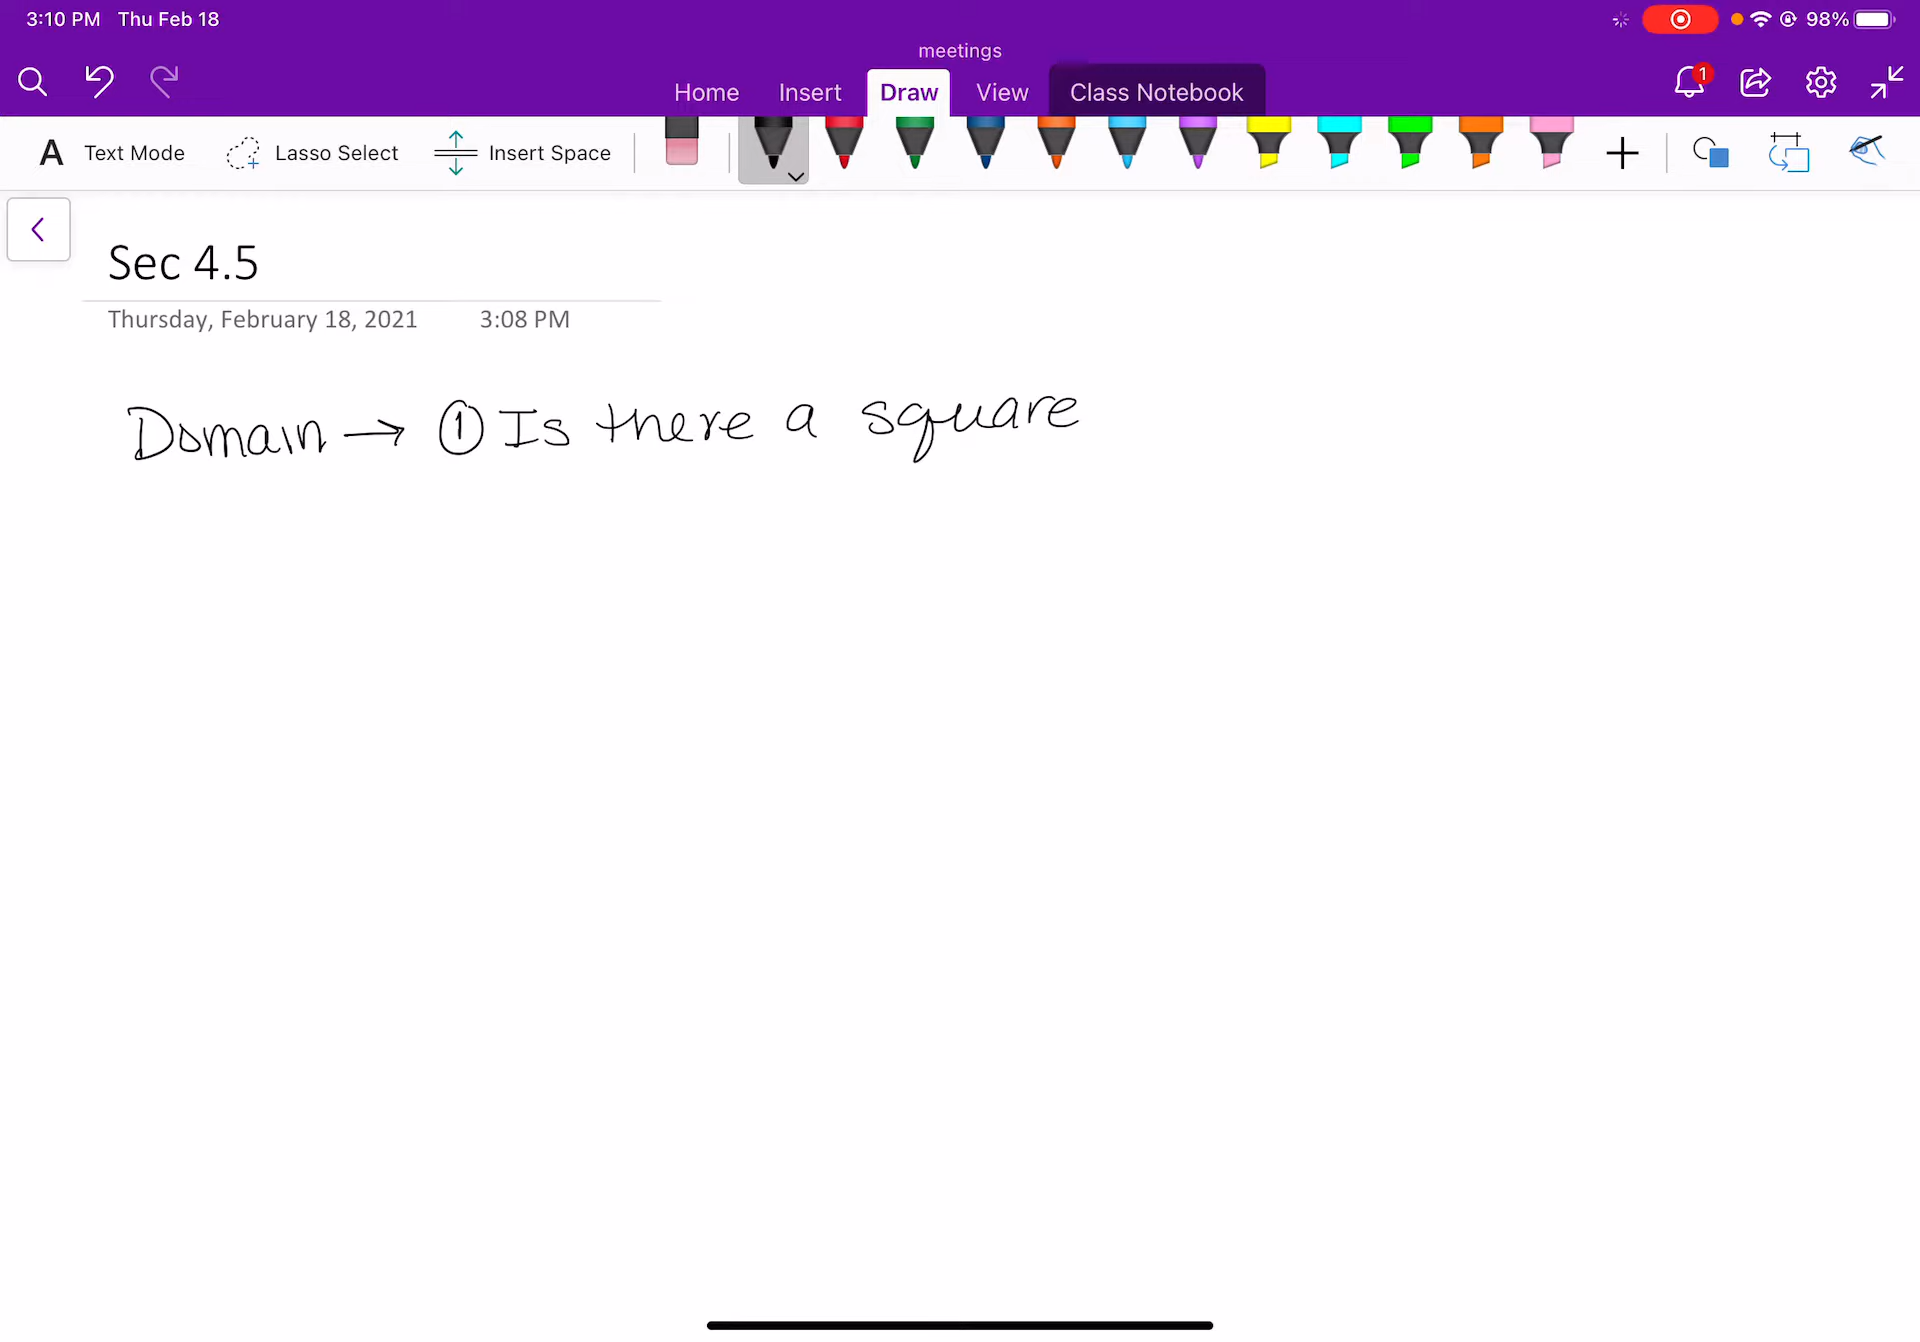 3:10 PM Thu Feb 18 98%
meetings
Home Insert Draw View Class Notebook 1
A Text Mode Lasso Select Insert Space
Sec 4.5
Thursday, February 18, 2021 3:08 PM
Domain → ① Is there a square